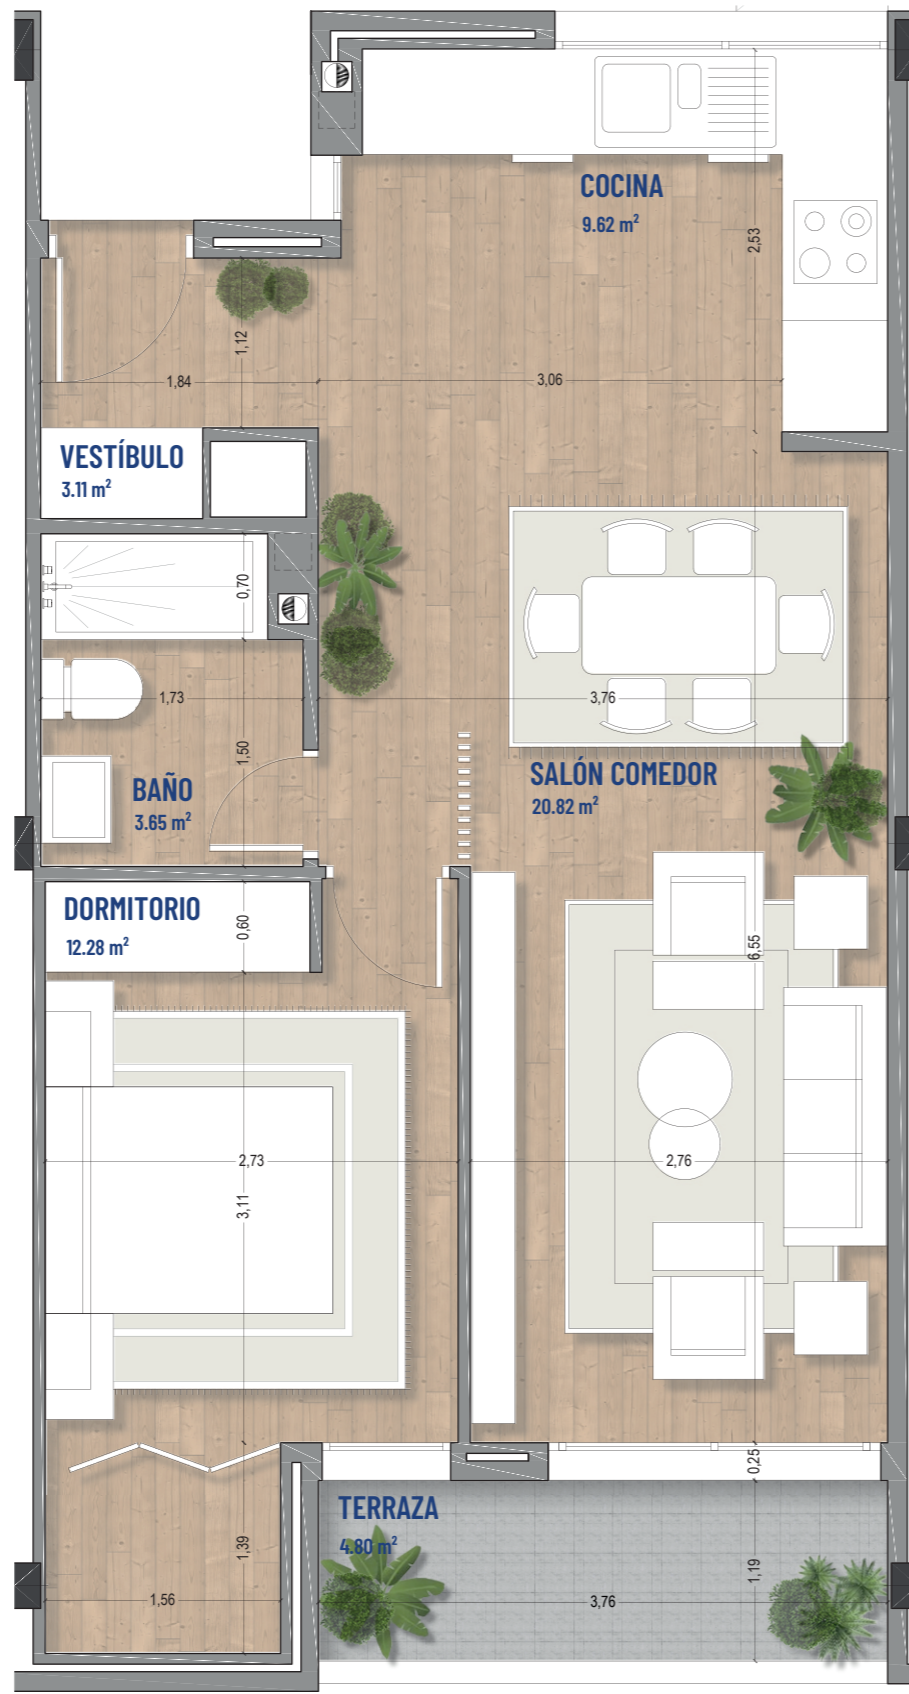 COCINA
9.62 m²
2,53
1,12
1,84
3,06
VESTÍBULO
3.11 m²
0,70
1,73
3,76
1,50
BAÑO
3.65 m²
SALÓN COMEDOR
20.82 m²
DORMITORIO
12.28 m²
0,60
6,55
2,73
2,76
3,11
0,25
TERRAZA
4.80 m²
1,39
1,19
1,56
3,76